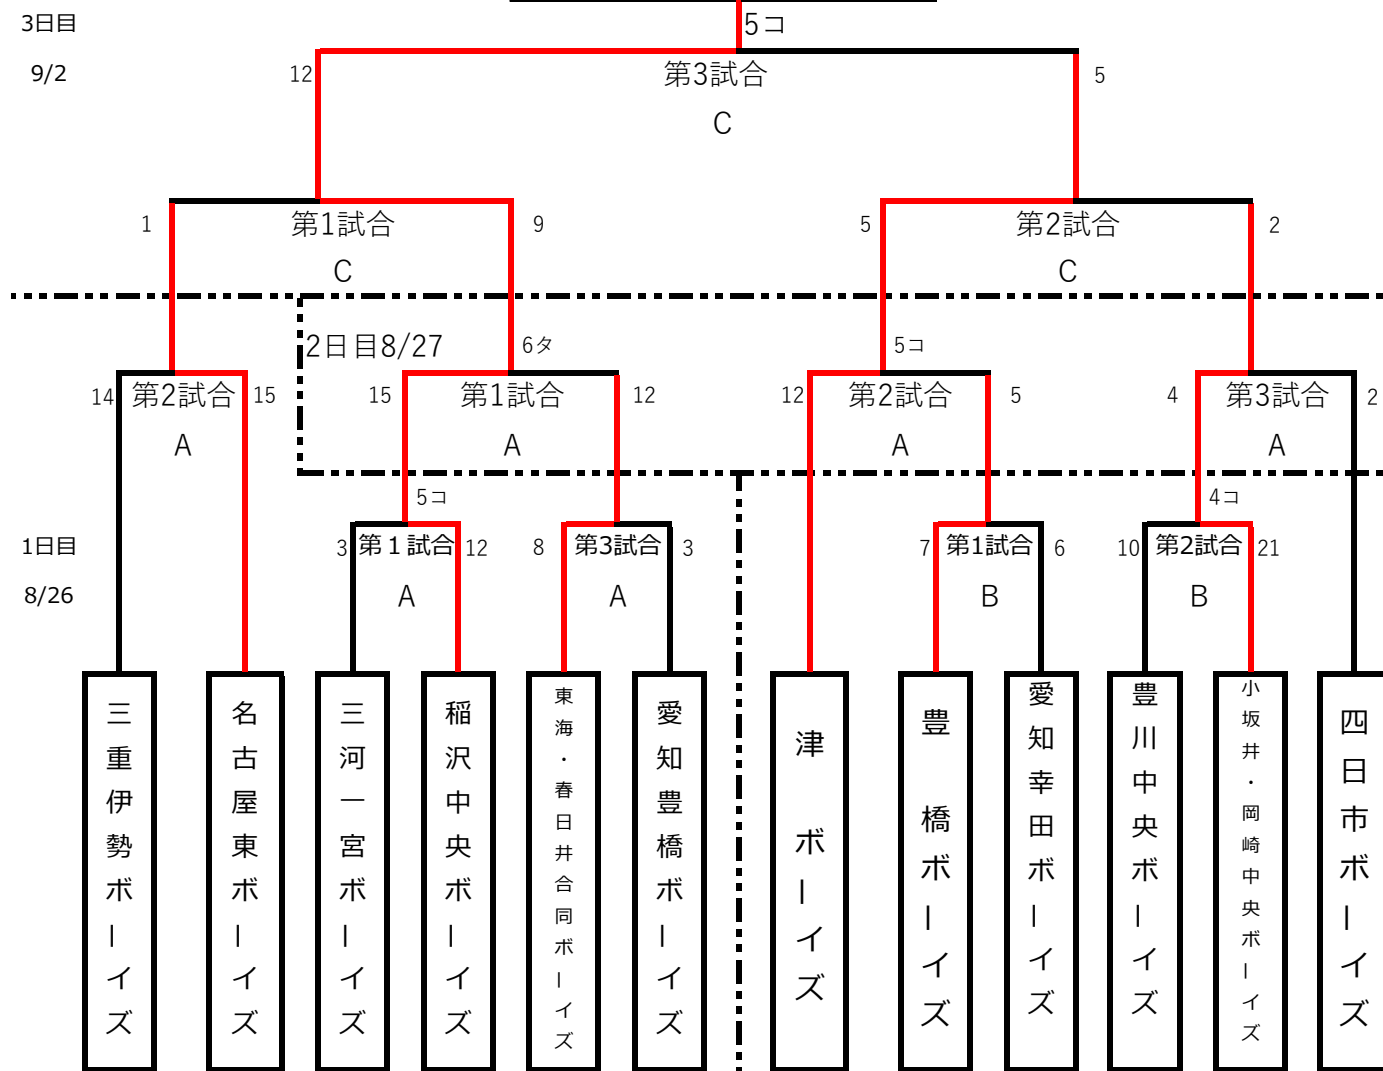 3日目
5コ
9/2
12
第3試合
5
C
1
第1試合
9
5
第2試合
2
C
C
2日目8/27
6タ
5コ
14
第2試合
15
15
第1試合
12
12
第2試合
5
4
第3試合
2
A
A
A
A
5コ
4コ
1日目
3
第１試合
12
8
第3試合
3
7
第1試合
6
10
第2試合
21
8/26
A
A
B
B
三重伊勢ボーイズ
名古屋東ボーイズ
三河一宮ボーイズ
稲沢中央ボーイズ
東海・春日井合同ボーイズ
愛知豊橋ボーイズ
津　ボーイズ
豊　橋ボーイズ
愛知幸田ボーイズ
豊川中央ボーイズ
小坂井・岡崎中央ボーイズ
四日市ボーイズ